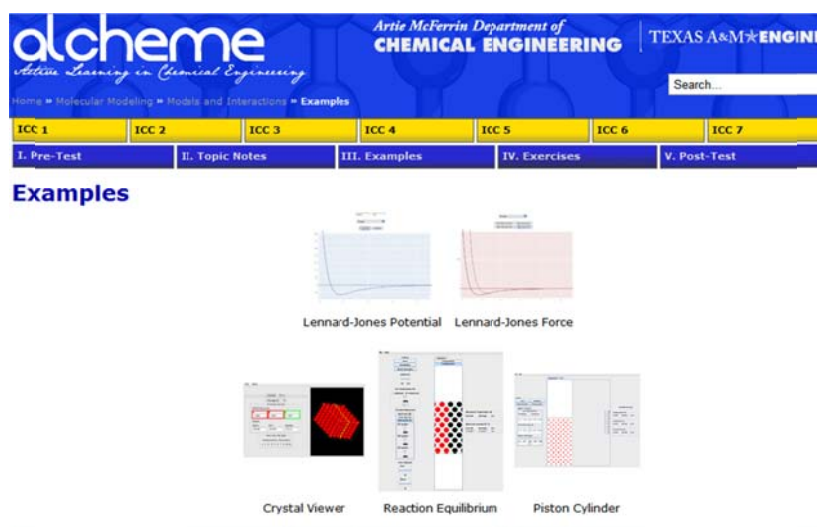 alcheme
Active Learning in Chemical Engineering
Artie McFerrin Department of
CHEMICAL ENGINEERING
TEXAS A&M★ENGINE
Search...
Home » Molecular Modeling » Models and Interactions » Examples
ICC 1 ICC 2 ICC 3 ICC 4 ICC 5 ICC 6 ICC 7
I. Pre-Test II. Topic Notes III. Examples IV. Exercises V. Post-Test
Examples
Lennard-Jones Potential Lennard-Jones Force
Crystal Viewer Reaction Equilibrium Piston Cylinder